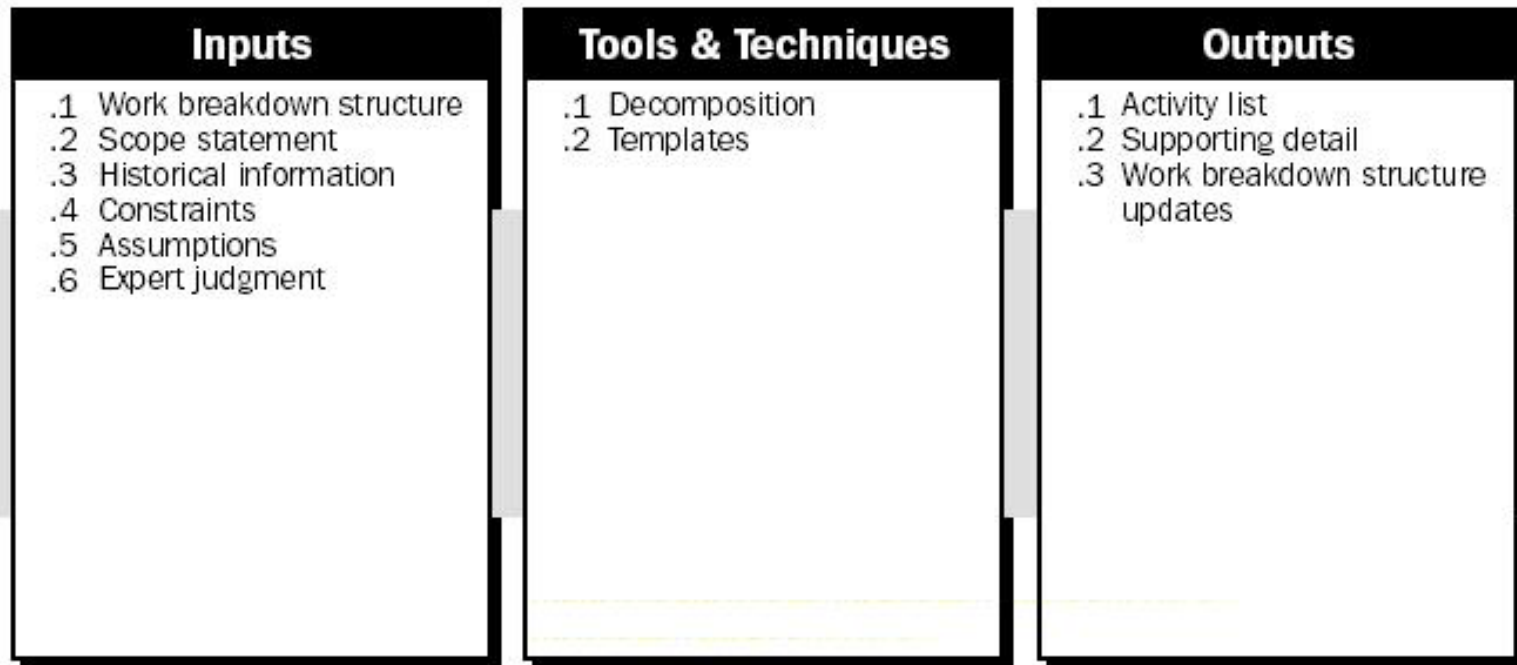 Inputs
.1 Work breakdown structure
.2 Scope statement
.3 Historical information
.4 Constraints
.5 Assumptions
.6 Expert judgment
Tools & Techniques
.1 Decomposition
.2 Templates
Outputs
.1 Activity list
.2 Supporting detail
.3 Work breakdown structure
updates